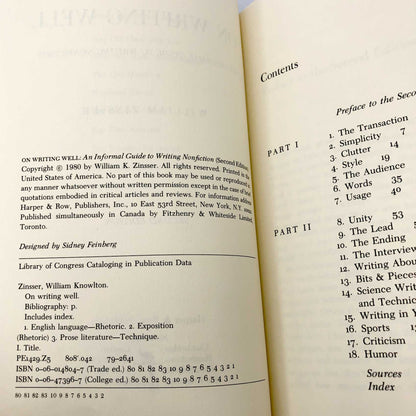 ON WRITING WELL: An Informal Guide to Writing Nonfiction (Second Edition).
Copyright © 1980 by William K. Zinsser. All rights reserved. Printed in the
United States of America. No part of this book may be used or reproduced in
any manner whatsoever without written permission except in the case of brief
quotations embodied in critical articles and reviews. For information address
Harper & Row, Publishers, Inc., 10 East 53rd Street, New York, N.Y. 10022.
Published simultaneously in Canada by Fitzhenry & Whiteside Limited,
Toronto.
Designed by Sidney Feinberg
Library of Congress Cataloging in Publication Data
Zinsser, William Knowlton.
On writing well.
Bibliography: p.
Includes index.
1. English language—Rhetoric. 2. Exposition
(Rhetoric) 3. Prose literature—Technique.
I. Title.
PE1429.Z5 808'.042 79-2641
ISBN 0-06-014804-7 (Trade ed.) 80 81 82 83 10 9 8 7 6 5 4 3 2 1
ISBN 0-06-47396-7 (College ed.) 80 81 82 83 10 9 8 7 6 5 4 3 2 1
80 81 82 83 10 9 8 7 6 5 4 3 2
Contents
Preface to the Seco
PART I
1. The Transaction
2. Simplicity 7
3. Clutter 14
4. Style 19
5. The Audience
6. Words 35
7. Usage 40
PART II
8. Unity 53
9. The Lead
10. The Ending
11. The Interview
12. Writing Abou
13. Bits & Pieces
14. Science Writ
and Technic
15. Writing in Y
16. Sports
17. Criticism
18. Humor
Sources
Index